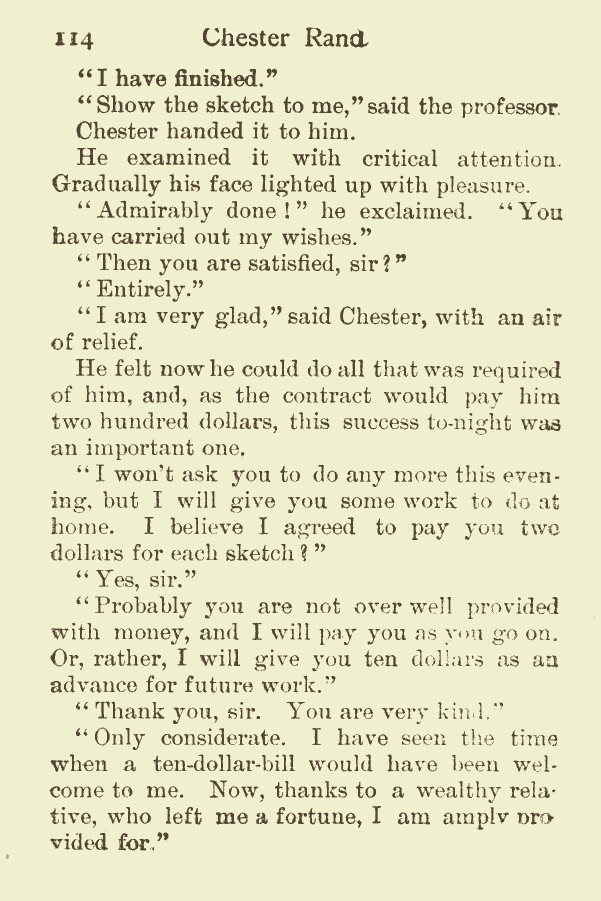 114 Chester Rand
“I have finished.”
“Show the sketch to me,” said the professor.
Chester handed it to him.
He examined it with critical attention.
Gradually his face lighted up with pleasure.
“Admirably done!” he exclaimed. “You
have carried out my wishes.”
“Then you are satisfied, sir?”
“Entirely.”
“I am very glad,” said Chester, with an air
of relief.
He felt now he could do all that was required
of him, and, as the contract would pay him
two hundred dollars, this success to-night was
an important one.
“I won’t ask you to do any more this even-
ing, but I will give you some work to do at
home. I believe I agreed to pay you two
dollars for each sketch?”
“Yes, sir.”
“Probably you are not over well provided
with money, and I will pay you as you go on.
Or, rather, I will give you ten dollars as an
advance for future work.”
“Thank you, sir. You are very kind.”
“Only considerate. I have seen the time
when a ten-dollar-bill would have been wel-
come to me. Now, thanks to a wealthy rela-
tive, who left me a fortune, I am amply pro-
vided for.”